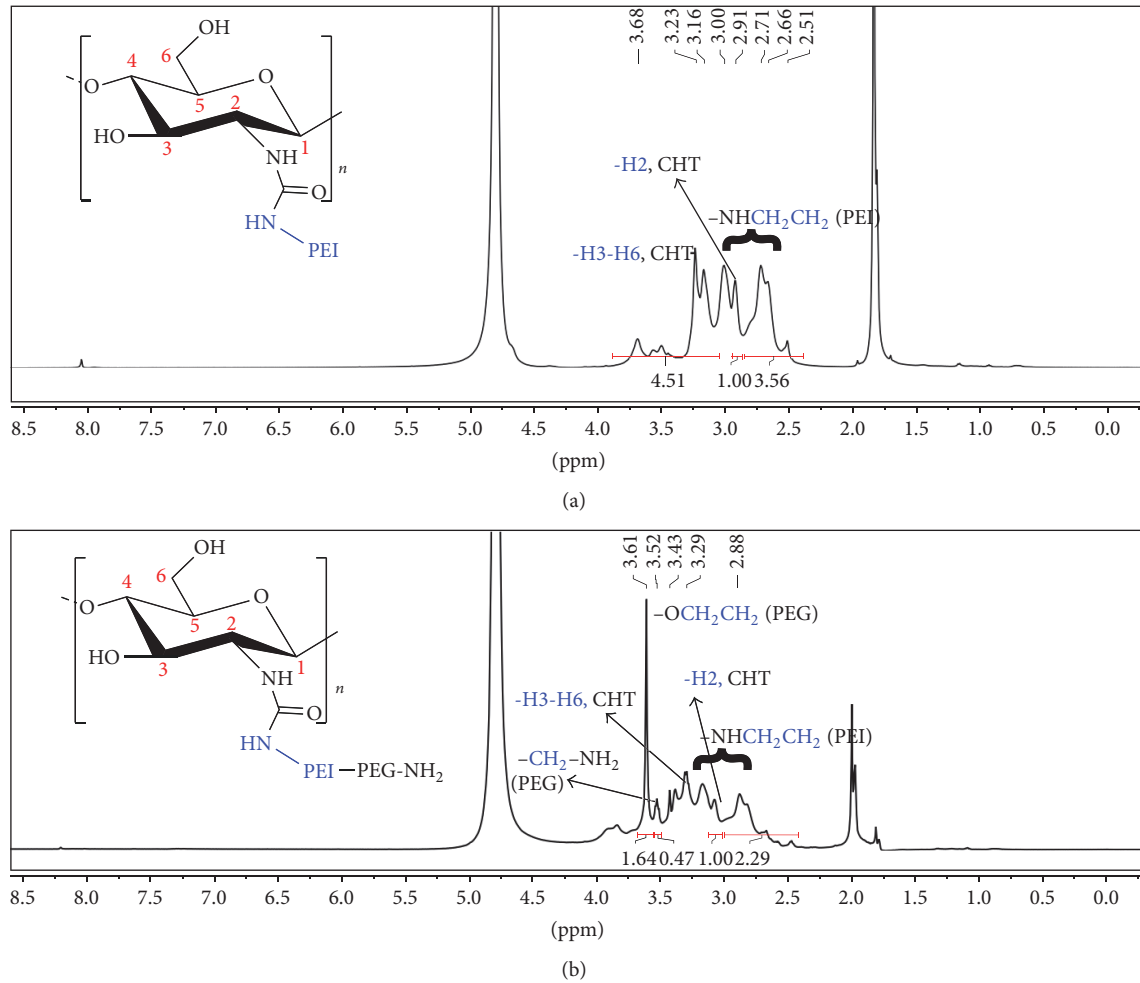 3.68
3.23
3.16
3.00
2.91
2.71
2.66
2.51
OH
6
4
O
O
5
2
HO
3
1
NH
n
O
HN
PEI
-H2, CHT
–NHCH2CH2 (PEI)
-H3-H6, CHT
4.51 1.00 3.56
8.5 8.0 7.5 7.0 6.5 6.0 5.5 5.0 4.5 4.0 3.5 3.0 2.5 2.0 1.5 1.0 0.5 0.0
(ppm)
(a)
3.61
3.52
3.43
3.29
2.88
OH
6
4
O
O
5
2
HO
3
1
NH
n
O
HN
PEI—PEG-NH2
–OCH2CH2 (PEG)
-H3-H6, CHT
-H2, CHT
–NHCH2CH2 (PEI)
–CH2–NH2
(PEG)
1.64 0.47 1.00 2.29
8.5 8.0 7.5 7.0 6.5 6.0 5.5 5.0 4.5 4.0 3.5 3.0 2.5 2.0 1.5 1.0 0.5 0.0
(ppm)
(b)